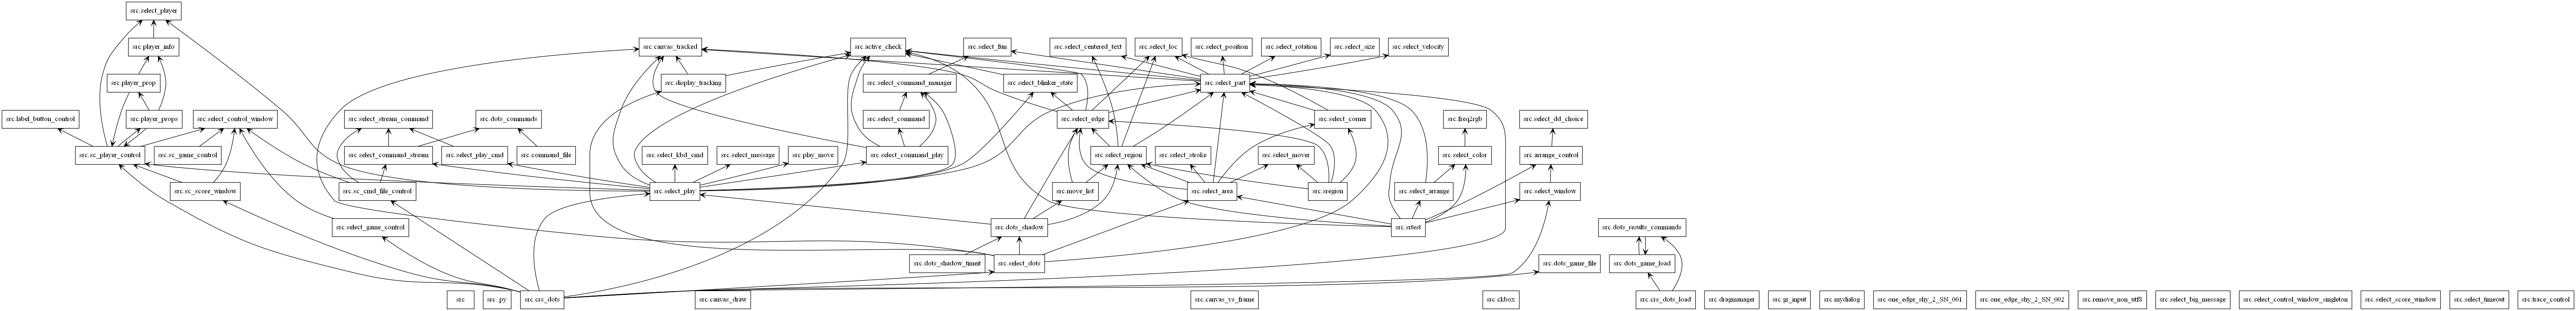 src.select_player
src.player_info
src.canvas_tracked
src.active_check
src.select_fun
src.select_centered_text
src.select_loc
src.select_position
src.select_rotation
src.select_size
src.select_velocity
src.player_prop
src.display_tracking
src.select_command_manager
src.select_blinker_state
src.select_part
src.label_button_control
src.player_props
src.select_control_window
src.select_stream_command
src.dots_commands
src.select_command
src.select_edge
src.select_corner
src.freq2rgb
src.select_dd_choice
src.sc_player_control
src.sc_game_control
src.select_command_stream
src.select_play_cmd
src.command_file
src.select_kbd_cmd
src.select_message
src.play_move
src.select_command_play
src.select_region
src.select_stroke
src.select_mover
src.select_color
src.arrange_control
src.sc_score_window
src.sc_cmd_file_control
src.select_play
src.move_list
src.select_area
src.sregion
src.select_arrange
src.select_window
src.select_game_control
src.dots_shadow
src.srtest
src.dots_results_commands
src.dots_shadow_timeit
src.select_dots
src.dots_game_file
src.dots_game_load
src
src.py
src.crs_dots
src.canvas_draw
src.canvas_vs_frame
src.ckbox
src.crs_dots_load
src.dragmanager
src.gr_input
src.mydialog
src.one_edge_shy_2_SN_001
src.one_edge_shy_2_SN_002
src.remove_non_utf8
src.select_big_message
src.select_control_window_singleton
src.select_score_window
src.select_timeout
src.trace_control